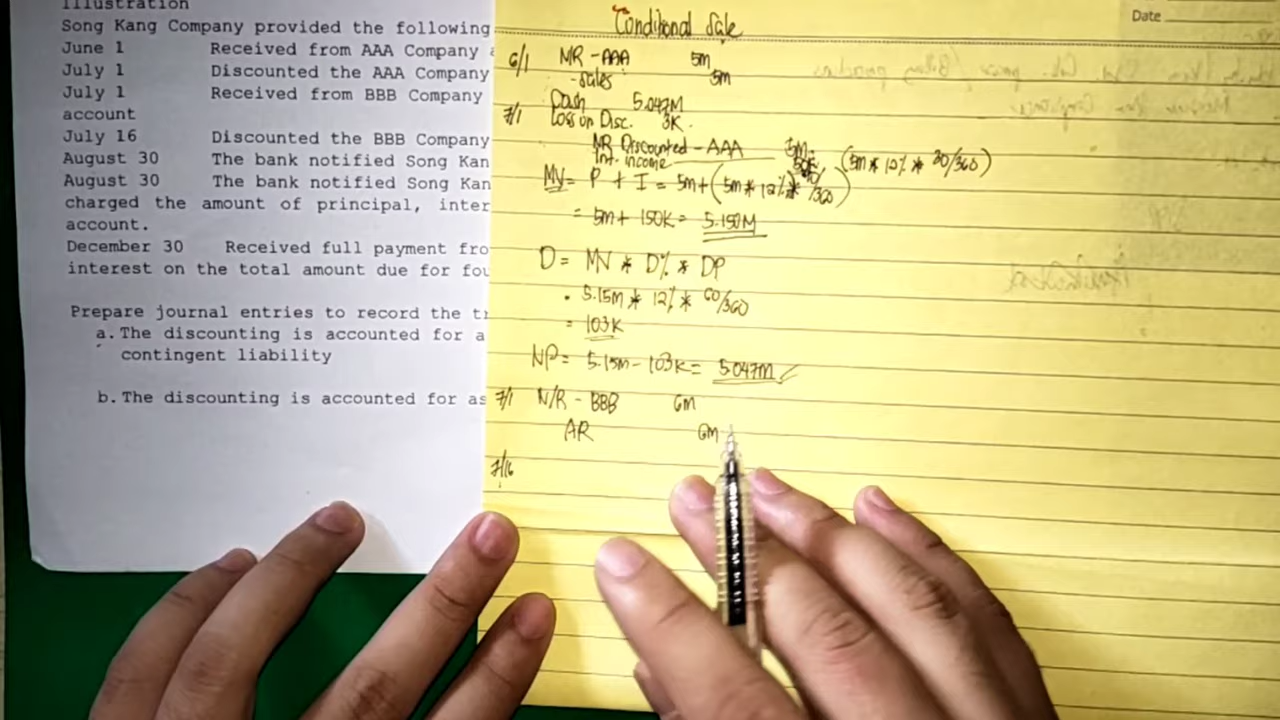 Illustration
Song Kang Company provided the following
June 1 Received from AAA Company a
July 1 Discounted the AAA Company
July 1 Received from BBB Company
account
July 16 Discounted the BBB Company
August 30 The bank notified Song Kan
August 30 The bank notified Song Kan
charged the amount of principal, inter
account.
December 30 Received full payment fro
interest on the total amount due for fou
Prepare journal entries to record the tr
a. The discounting is accounted for a
contingent liability
b. The discounting is accounted for as
Date
Conditional Sale
6/1 N/R - AAA 5m
- Sales 5m
Cash 5.047M
7/1 Loss on Disc. 3K.
NR Discounted - AAA 5m.
Int. income 50K (5m * 12% * 30/360)
MV = P + I = 5m + (5m * 12% * 90/360)
= 5m + 150K = 5.150M
D = MV * D% * DP
= 5.15m * 12% * 60/360
= 103K
NP = 5.15m - 103K = 5.047M ✓
7/1 N/R - BBB 6m
AR 6m
7/16